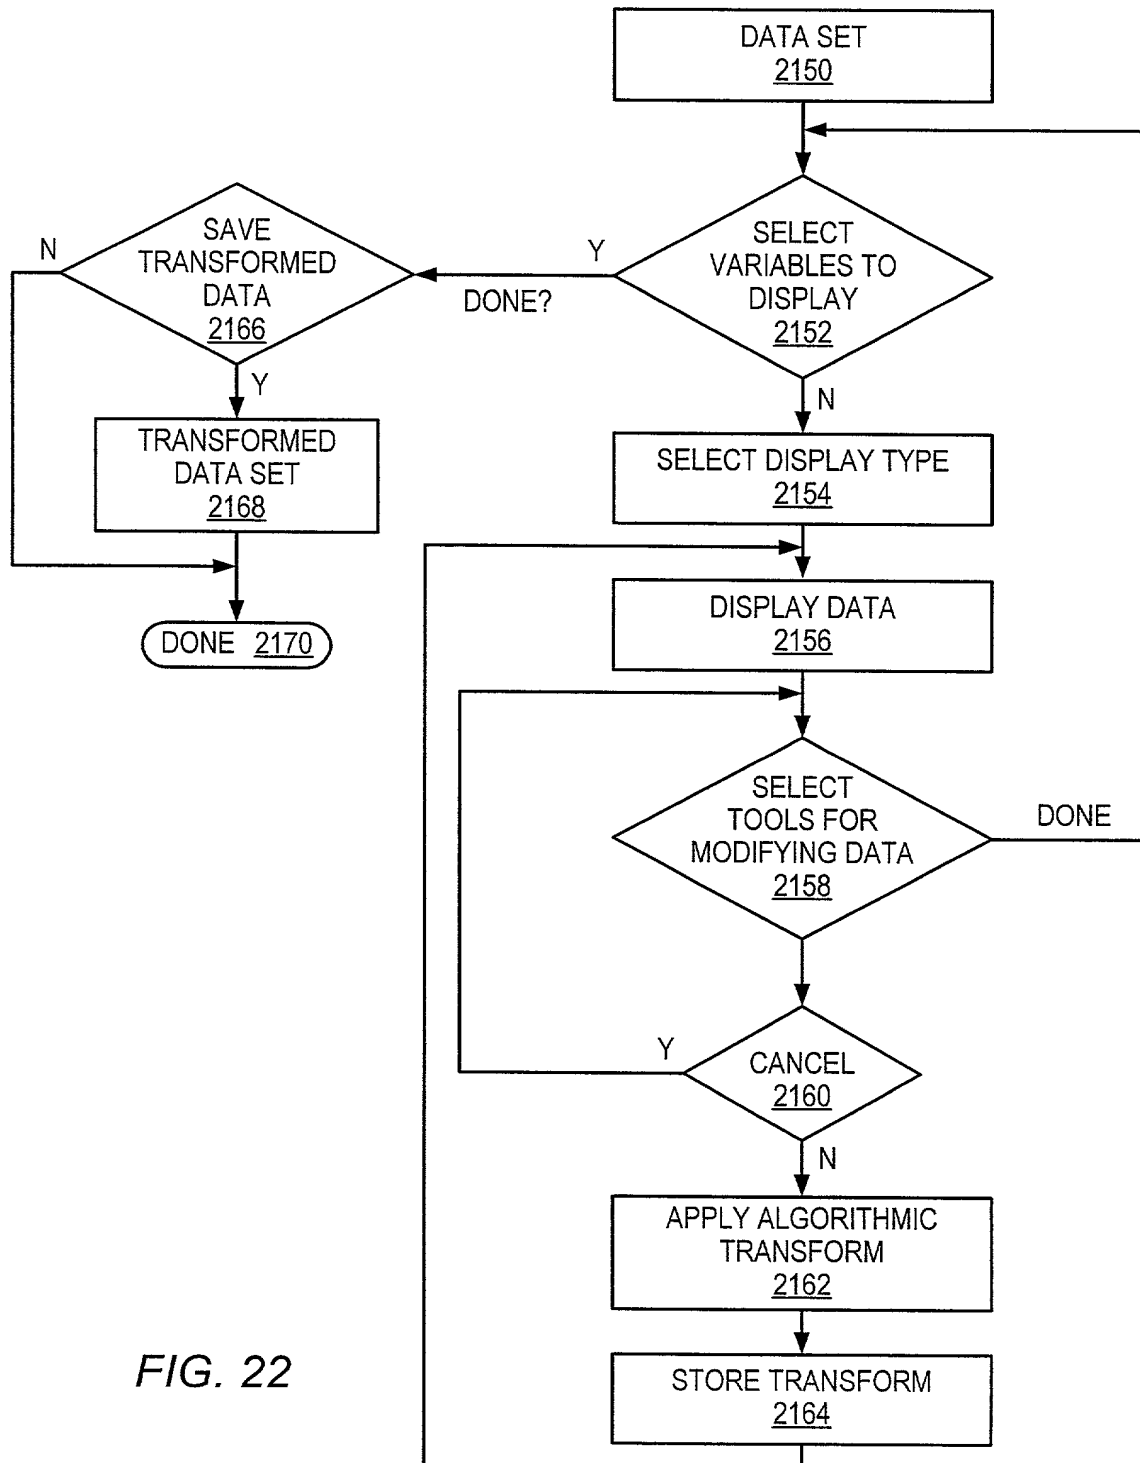 DATA SET
2150
SELECT
VARIABLES TO
DISPLAY
2152
Y
DONE?
SAVE
TRANSFORMED
DATA
2166
N
Y
TRANSFORMED
DATA SET
2168
DONE 2170
N
SELECT DISPLAY TYPE
2154
DISPLAY DATA
2156
SELECT
TOOLS FOR
MODIFYING DATA
2158
DONE
CANCEL
2160
Y
N
APPLY ALGORITHMIC
TRANSFORM
2162
STORE TRANSFORM
2164
FIG. 22